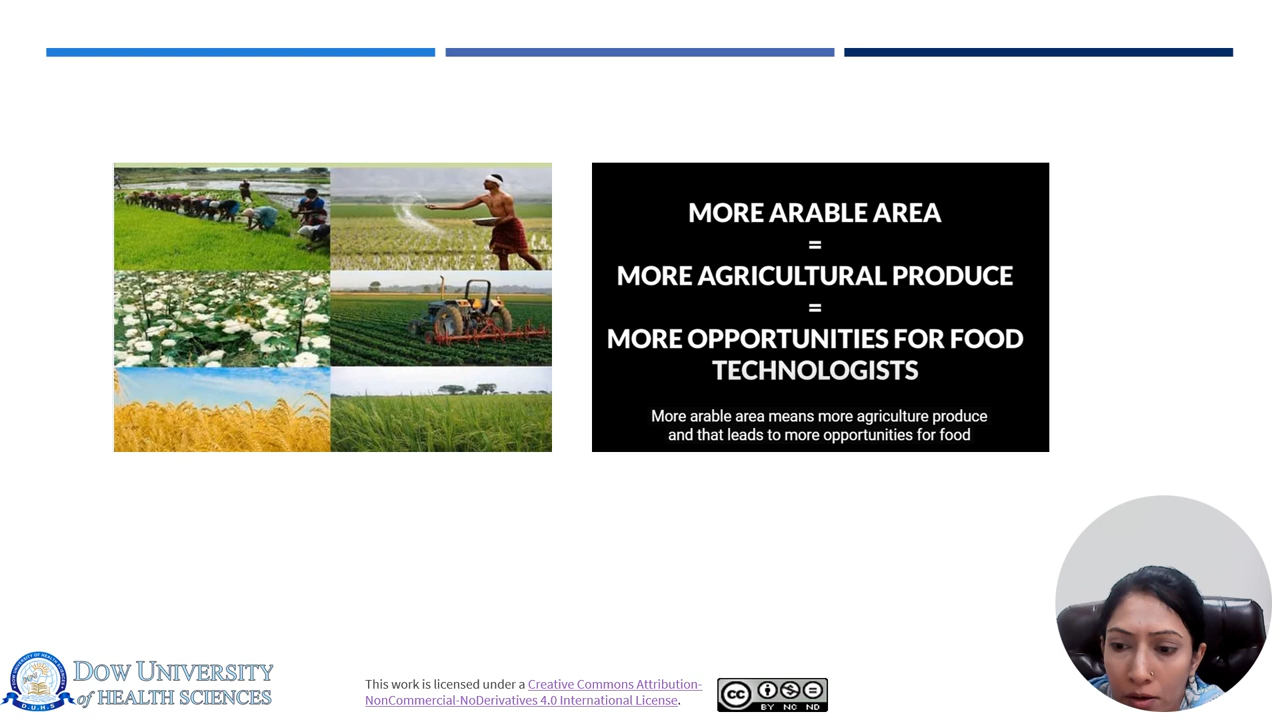 MORE ARABLE AREA
=
MORE AGRICULTURAL PRODUCE
=
MORE OPPORTUNITIES FOR FOOD
TECHNOLOGISTS
More arable area means more agriculture produce
and that leads to more opportunities for food
DOW UNIVERSITY
of HEALTH SCIENCES
D.U.H.S
This work is licensed under a Creative Commons Attribution-
NonCommercial-NoDerivatives 4.0 International License.
cc
BY NC ND